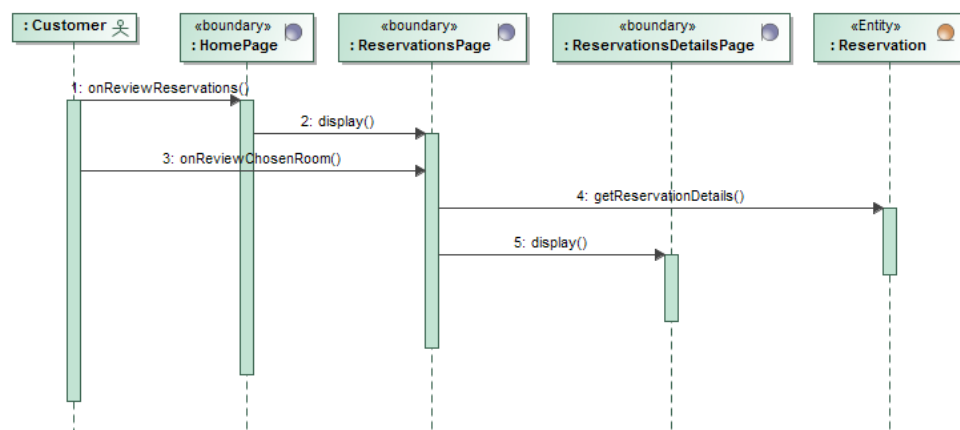 : Customer
«boundary»
: HomePage
«boundary»
: ReservationsPage
«boundary»
: ReservationsDetailsPage
«Entity»
: Reservation
1: onReviewReservations()
2: display()
3: onReviewChosenRoom()
4: getReservationDetails()
5: display()